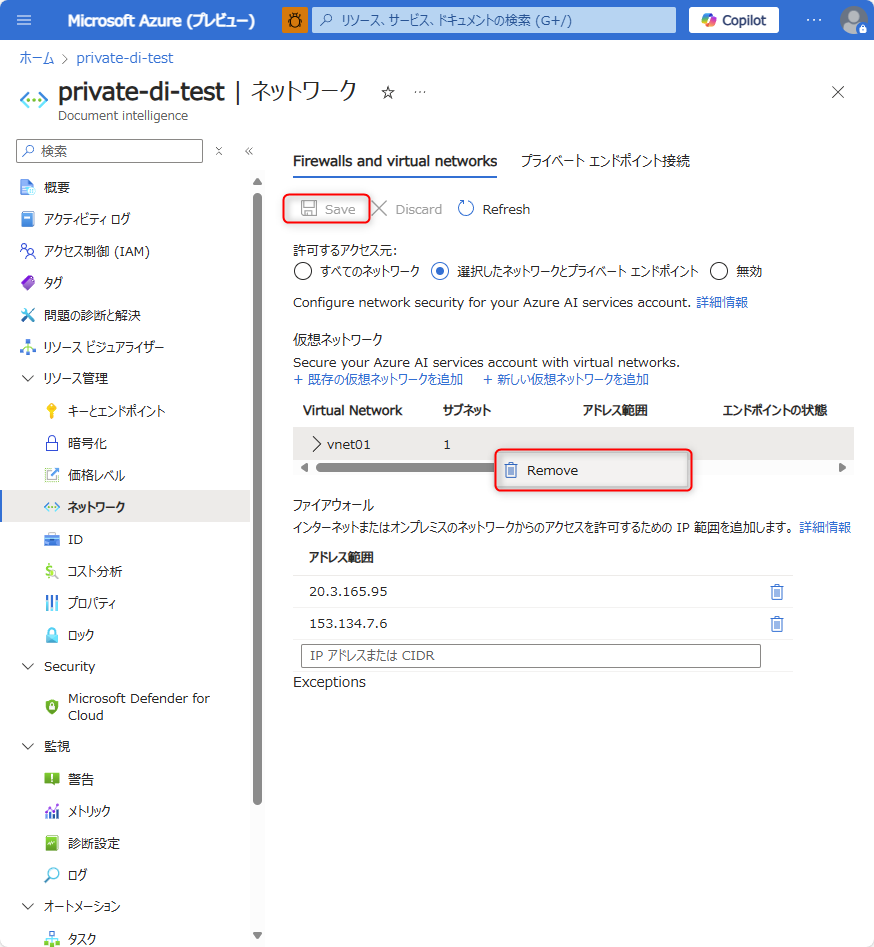 Microsoft Azure (プレビュー)
リソース、サービス、ドキュメントの検索 (G+/)
Copilot
ホーム > private-di-test
private-di-test | ネットワーク
Document intelligence
検索
概要
アクティビティ ログ
アクセス制御 (IAM)
タグ
問題の診断と解決
リソース ビジュアライザー
リソース管理
キーとエンドポイント
暗号化
価格レベル
ネットワーク
ID
コスト分析
プロパティ
ロック
Security
Microsoft Defender for
Cloud
監視
警告
メトリック
診断設定
ログ
オートメーション
タスク
Firewalls and virtual networks プライベート エンドポイント接続
Save Discard Refresh
許可するアクセス元:
すべてのネットワーク 選択したネットワークとプライベート エンドポイント 無効
Configure network security for your Azure AI services account. 詳細情報
仮想ネットワーク
Secure your Azure AI services account with virtual networks.
+ 既存の仮想ネットワークを追加 + 新しい仮想ネットワークを追加
Virtual Network サブネット アドレス範囲 エンドポイントの状態
vnet01 1
Remove
ファイアウォール
インターネットまたはオンプレミスのネットワークからのアクセスを許可するための IP 範囲を追加します。 詳細情報
アドレス範囲
20.3.165.95
153.134.7.6
IP アドレスまたは CIDR
Exceptions